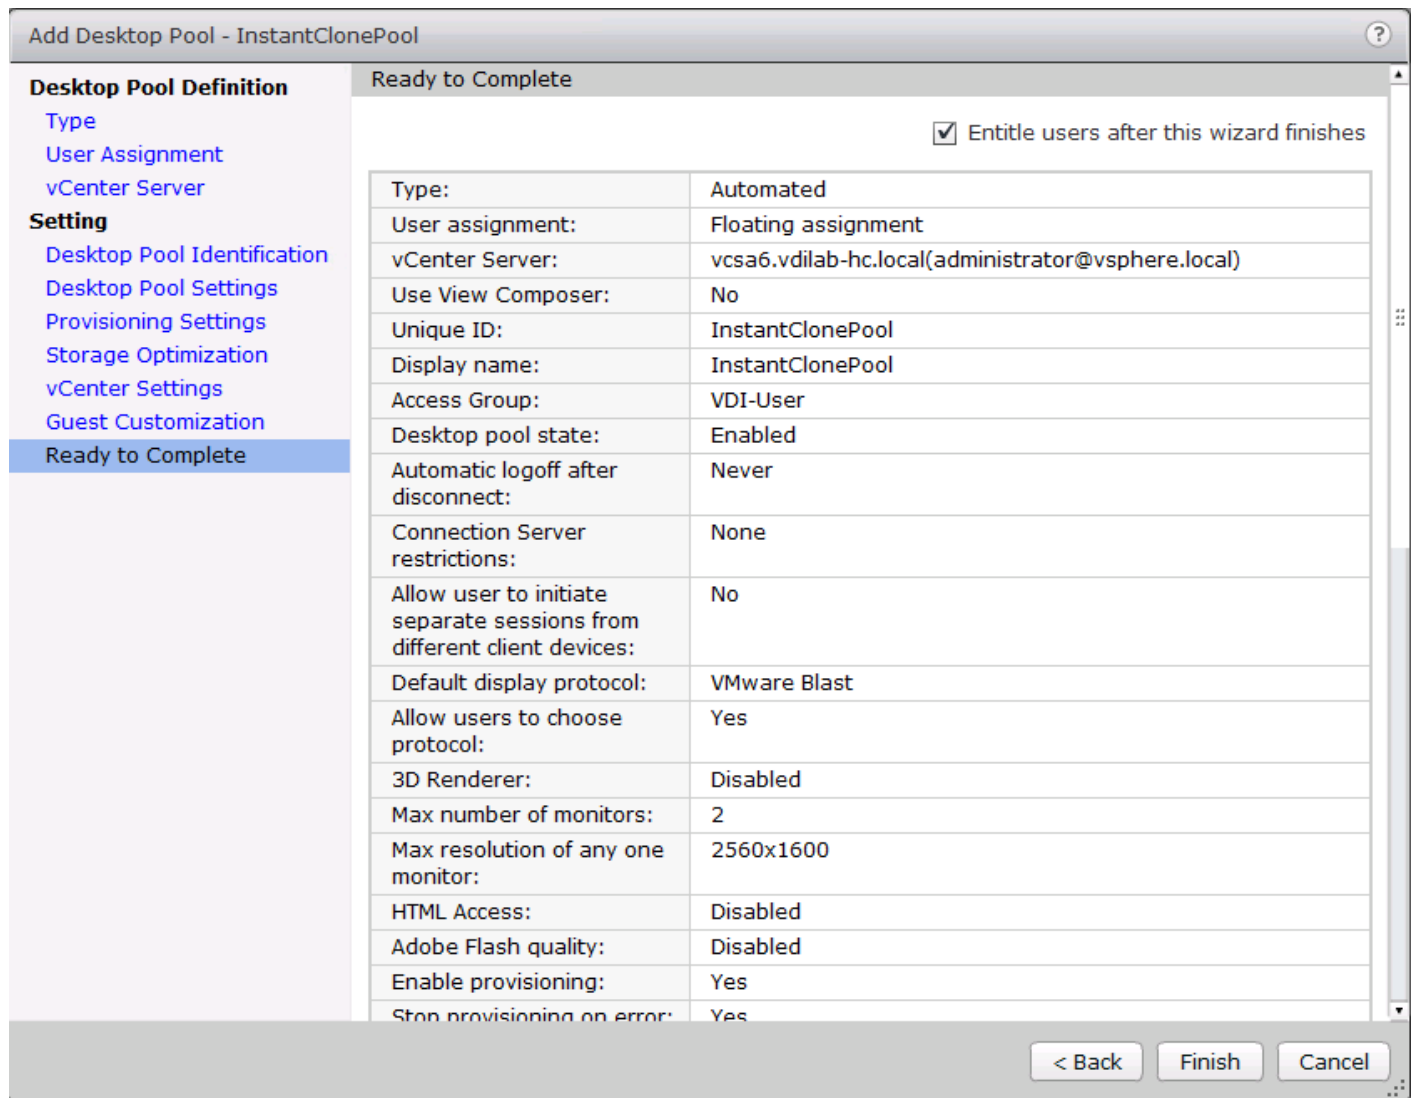 Add Desktop Pool - InstantClonePool
?
Desktop Pool Definition
Type
User Assignment
vCenter Server
Setting
Desktop Pool Identification
Desktop Pool Settings
Provisioning Settings
Storage Optimization
vCenter Settings
Guest Customization
Ready to Complete
Ready to Complete
Entitle users after this wizard finishes
Type: Automated
User assignment: Floating assignment
vCenter Server: vcsa6.vdilab-hc.local(administrator@vsphere.local)
Use View Composer: No
Unique ID: InstantClonePool
Display name: InstantClonePool
Access Group: VDI-User
Desktop pool state: Enabled
Automatic logoff after Never
disconnect:
Connection Server None
restrictions:
Allow user to initiate No
separate sessions from
different client devices:
Default display protocol: VMware Blast
Allow users to choose Yes
protocol:
3D Renderer: Disabled
Max number of monitors: 2
Max resolution of any one 2560x1600
monitor:
HTML Access: Disabled
Adobe Flash quality: Disabled
Enable provisioning: Yes
Stop provisioning on error: Yes
< Back Finish Cancel